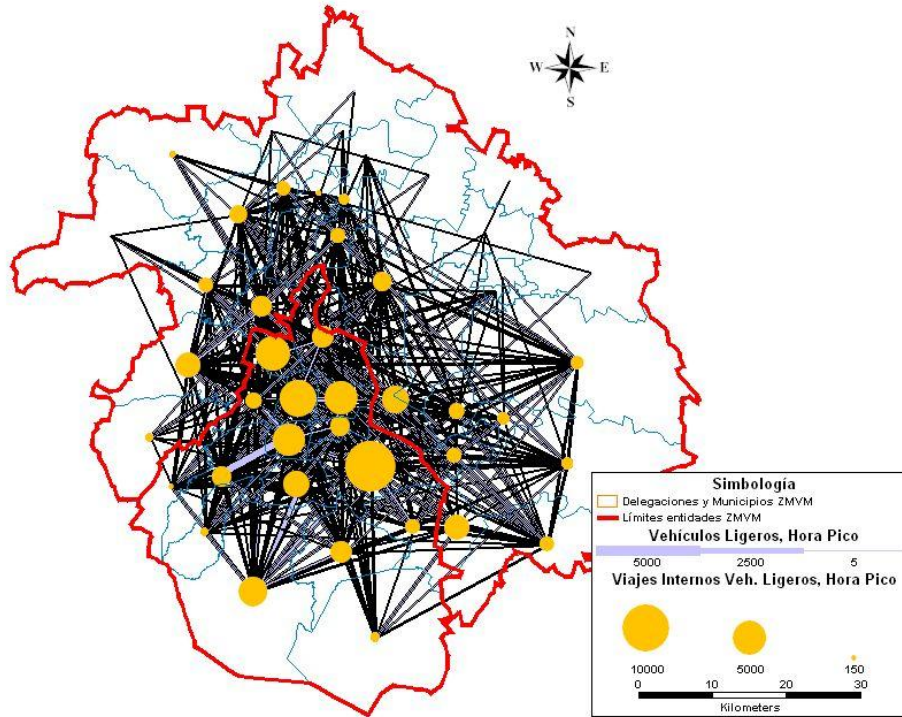 N
W E
S
Simbología
Delegaciones y Municipios ZMVM
Límites entidades ZMVM
Vehículos Ligeros, Hora Pico
5000 2500 5
Viajes Internos Veh. Ligeros, Hora Pico
10000 5000 150
0 10 20 30
Kilometers